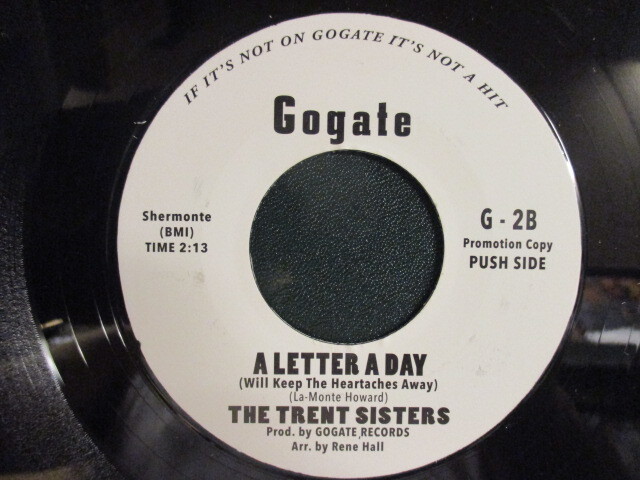 IF IT'S NOT ON GOGATE IT'S NOT A HIT
Gogate
Shermonte
(BMI)
TIME 2:13
G - 2B
Promotion Copy
PUSH SIDE
A LETTER A DAY
(Will Keep The Heartaches Away)
(La-Monte Howard)
THE TRENT SISTERS
Prod. by GOGATE RECORDS
Arr. by Rene Hall